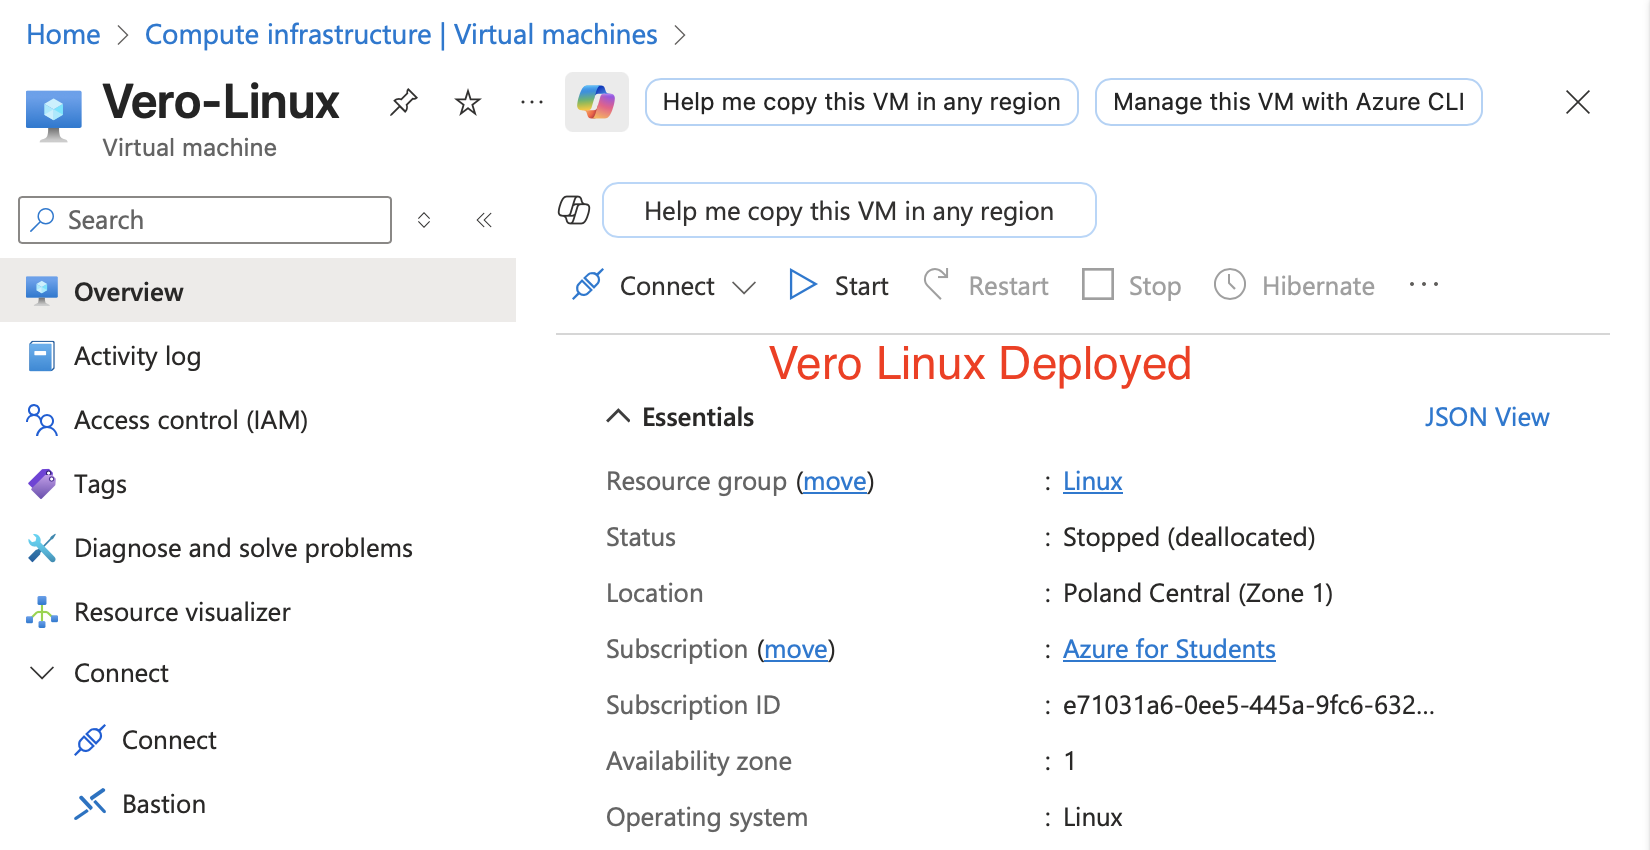 Home > Compute infrastructure | Virtual machines >
Vero-Linux
Virtual machine
Help me copy this VM in any region
Manage this VM with Azure CLI
Search
Overview
Activity log
Access control (IAM)
Tags
Diagnose and solve problems
Resource visualizer
Connect
Connect
Bastion
Help me copy this VM in any region
Connect Start Restart Stop Hibernate ...
Vero Linux Deployed
Essentials
JSON View
Resource group (move) : Linux
Status : Stopped (deallocated)
Location : Poland Central (Zone 1)
Subscription (move) : Azure for Students
Subscription ID : e71031a6-0ee5-445a-9fc6-632...
Availability zone : 1
Operating system : Linux